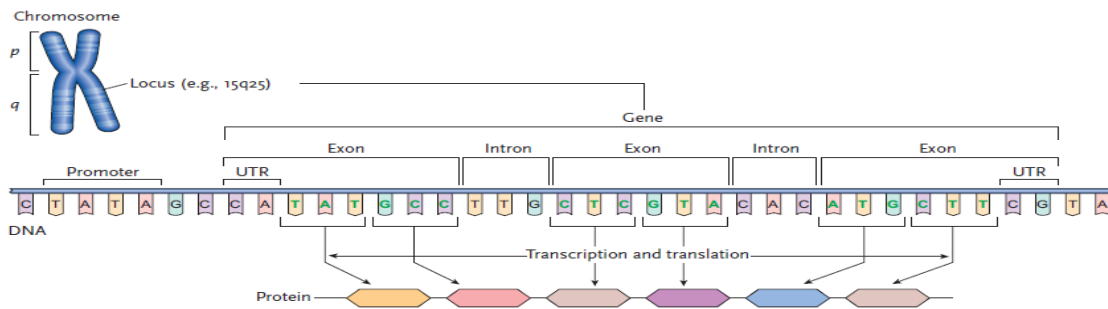 Chromosome
p
q
Locus (e.g., 15q25)
Gene
Exon Intron Exon Intron Exon
Promoter UTR UTR
C T A T A G C C A T A T G C C T T G C T C G T A C A C A T G C T T C G T A
DNA
Transcription and translation
Protein